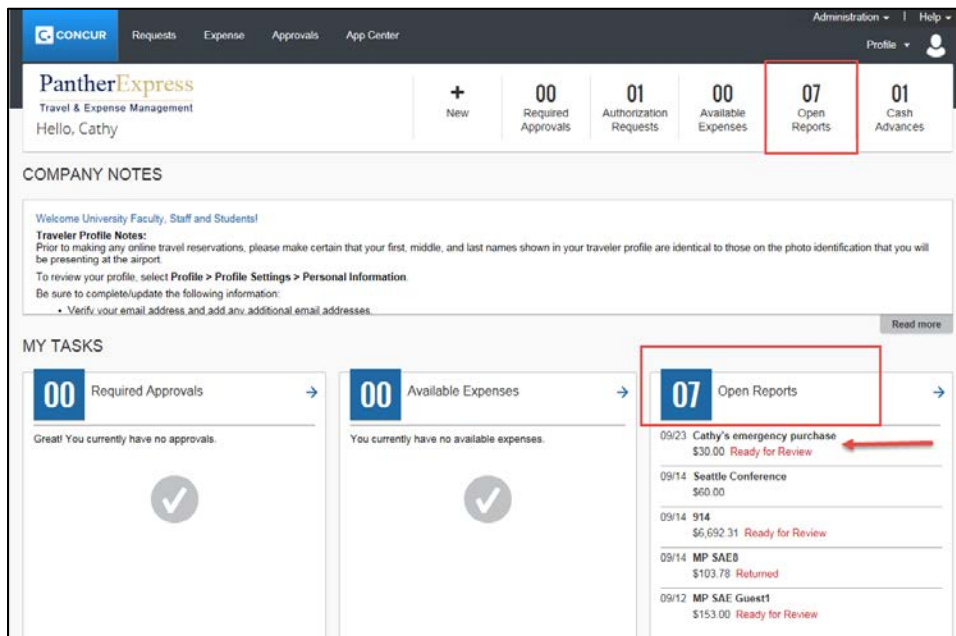 Administration | Help
C. CONCUR Requests Expense Approvals App Center
Profile
PantherExpress
Travel & Expense Management
Hello, Cathy
+ 00 01 00 07 01
New Required Authorization Available Open Cash
Approvals Requests Expenses Reports Advances
COMPANY NOTES
Welcome University Faculty, Staff and Students!
Traveler Profile Notes:
Prior to making any online travel reservations, please make certain that your first, middle, and last names shown in your traveler profile are identical to those on the photo identification that you will
be presenting at the airport.
To review your profile, select Profile > Profile Settings > Personal Information.
Be sure to complete/update the following information:
• Verify your email address and add any additional email addresses.
Read more
MY TASKS
00 Required Approvals →
Great! You currently have no approvals.
00 Available Expenses →
You currently have no available expenses.
07 Open Reports →
09/23 Cathy's emergency purchase
$30.00 Ready for Review
09/14 Seattle Conference
$60.00
09/14 914
$6,692.31 Ready for Review
09/14 MP SAE8
$103.78 Returned
09/12 MP SAE Guest1
$153.00 Ready for Review